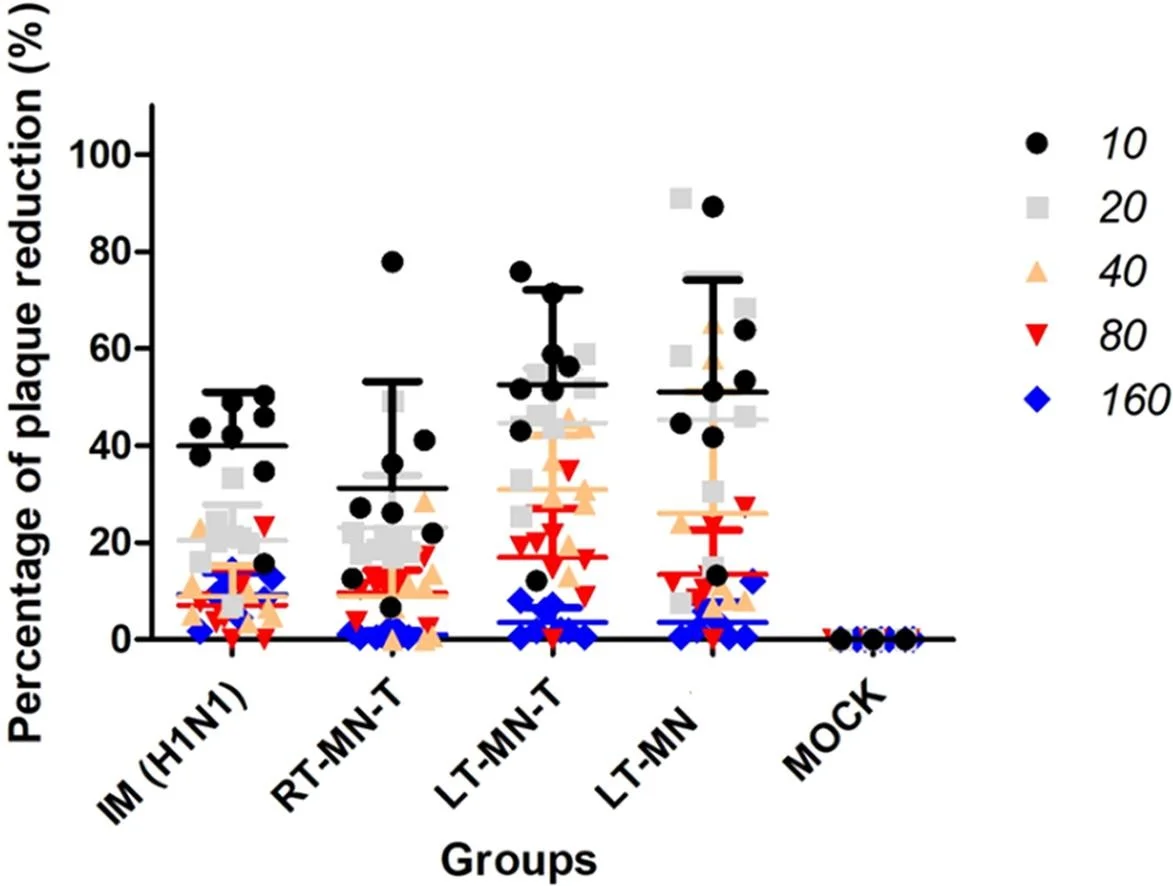 Percentage of plaque reduction (%)
100
80
60
40
20
0
IM (H1N1)
RT-MN-T
LT-MN-T
LT-MN
MOCK
Groups
10
20
40
80
160